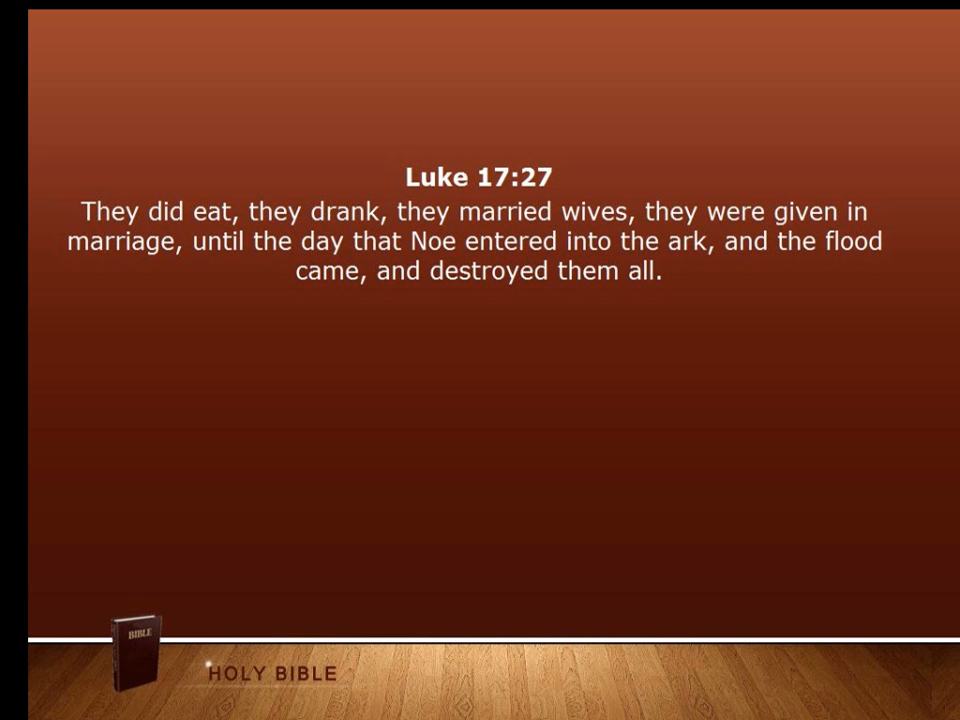 Luke 17:27
They did eat, they drank, they married wives, they were given in
marriage, until the day that Noe entered into the ark, and the flood
came, and destroyed them all.
BIBLE
HOLY BIBLE